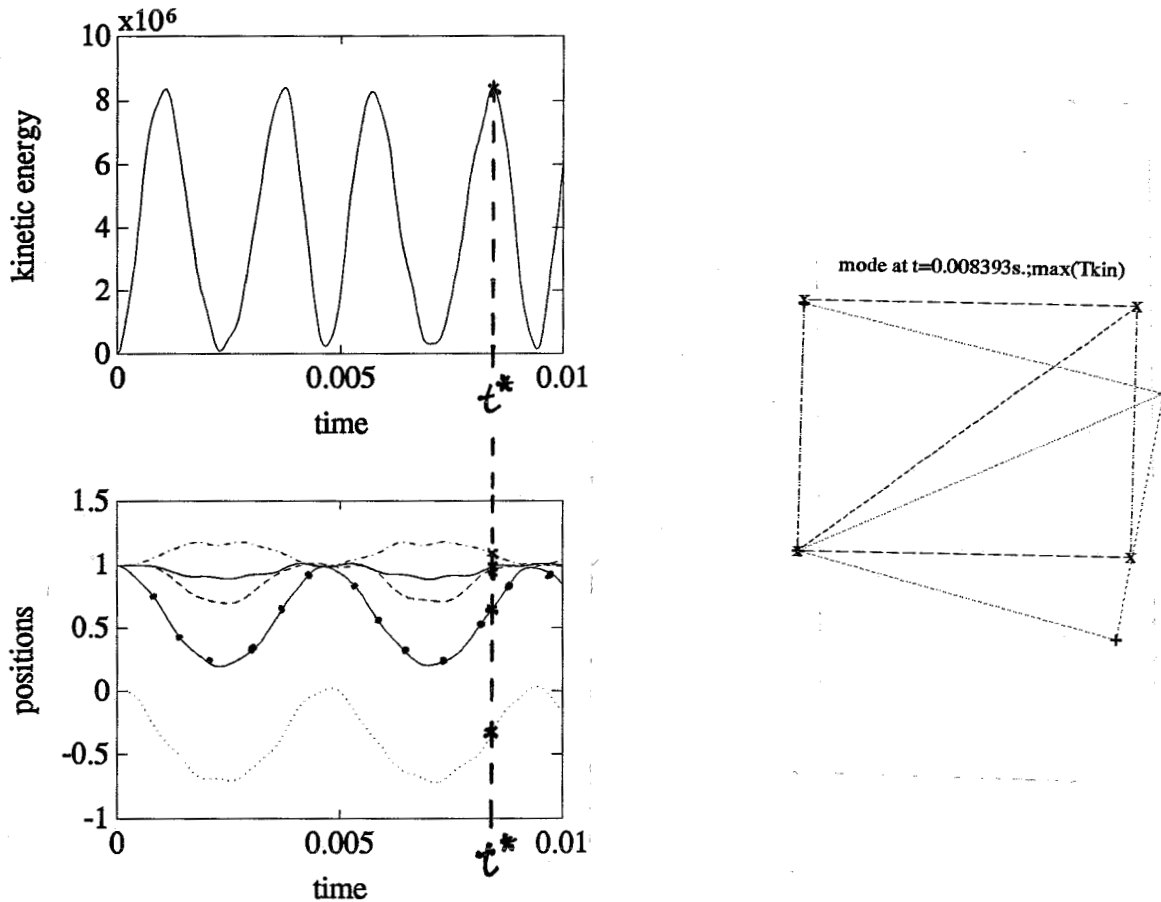 x10⁶
10
8
6
4
2
0
kinetic energy
0
0.005
t*
0.01
time
mode at t=0.008393s.;max(Tkin)
1.5
1
0.5
0
-0.5
-1
positions
0
0.005
t*
0.01
time